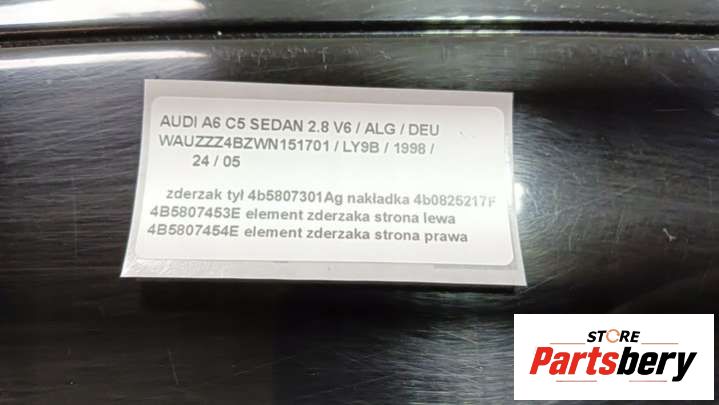 AUDI A6 C5 SEDAN 2.8 V6 / ALG / DEU
WAUZZZ4BZWN151701 / LY9B / 1998 /
24 / 05
zderzak tył 4b5807301Ag nakładka 4b0825217F
4B5807453E element zderzaka strona lewa
4B5807454E element zderzaka strona prawa
STORE
Partsbery